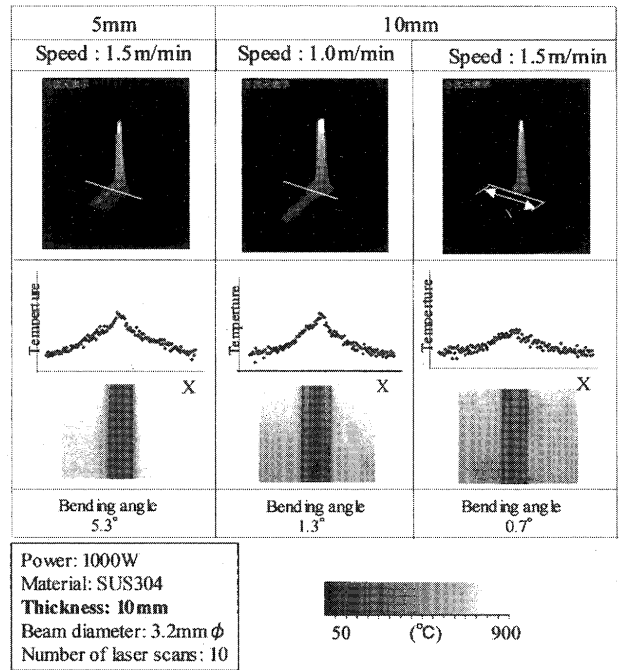 5mm 10mm
Speed : 1.5m/min Speed : 1.0m/min Speed : 1.5m/min
X
Temperture Temperture Temperture
X X X
Bending angle Bending angle Bending angle
5.3° 1.3° 0.7°
Power: 1000W
Material: SUS304
Thickness: 10mm
Beam diameter: 3.2mmϕ
Number of laser scans: 10
50 (℃) 900